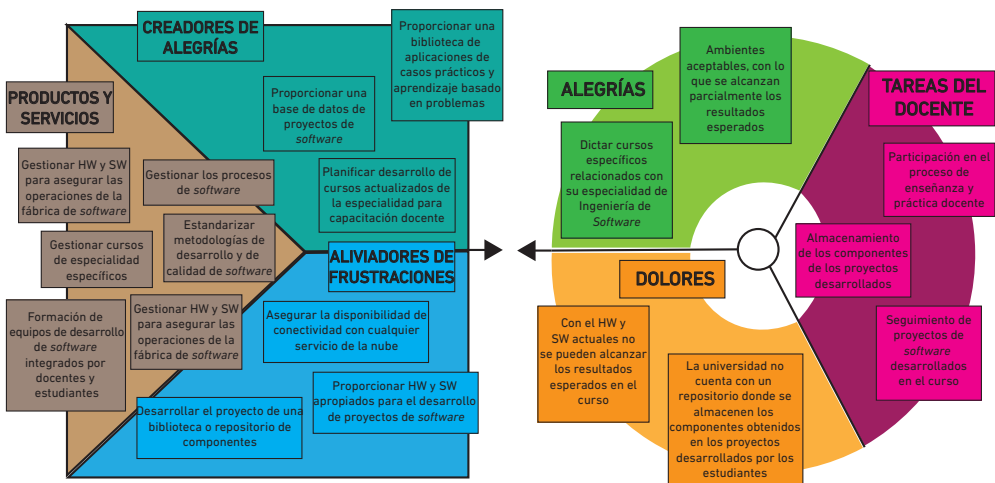 CREADORES DE
ALEGRÍAS
Proporcionar una
biblioteca de
aplicaciones de
casos prácticos y
aprendizaje basado
en problemas
PRODUCTOS Y
SERVICIOS
Proporcionar una
base de datos de
proyectos de
software
Gestionar HW y SW
para asegurar las
operaciones de la
fábrica de software
Gestionar los procesos
de software
Planificar desarrollo de
cursos actualizados de
la especialidad para
capacitación docente
Gestionar cursos
de especialidad
específicos
Estandarizar
metodologías de
desarrollo y de
calidad de software
ALIVIADORES DE
FRUSTRACIONES
Formación de
equipos de desarrollo
de software
integrados por
docentes y
estudiantes
Gestionar HW y SW
para asegurar las
operaciones de la
fábrica de software
Asegurar la disponibilidad de
conectividad con cualquier
servicio de la nube
Proporcionar HW y SW
apropiados para el desarrollo
de proyectos de software
Desarrollar el proyecto de una
biblioteca o repositorio de
componentes
ALEGRÍAS
Ambientes
aceptables, con lo
que se alcanzan
parcialmente los
resultados
esperados
Dictar cursos
específicos
relacionados con
su especialidad de
Ingeniería de
Software
TAREAS DEL
DOCENTE
Participación en el
proceso de
enseñanza y
práctica docente
Almacenamiento
de los componentes
de los proyectos
desarrollados
Seguimiento de
proyectos de
software
desarrollados
en el curso
DOLORES
Con el HW y
SW actuales no
se pueden alcanzar
los resultados
esperados en el
curso
La universidad no
cuenta con un
repositorio donde se
almacenen los
componentes obtenidos
en los proyectos
desarrollados por los
estudiantes